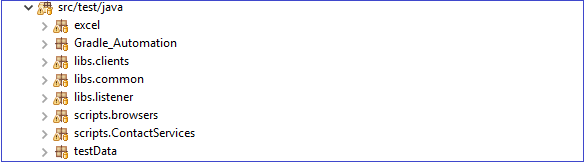 src/test/java
excel
Gradle_Automation
libs.clients
libs.common
libs.listener
scripts.browsers
scripts.ContactServices
testData